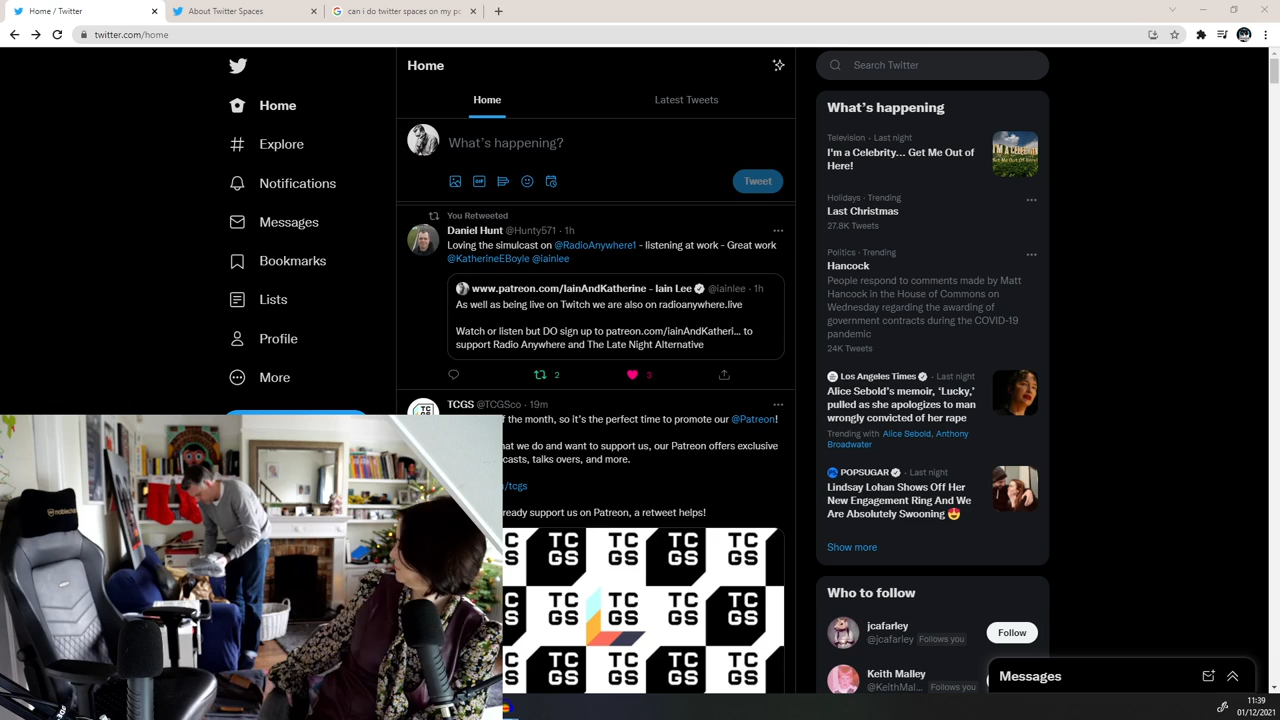 Home / Twitter
About Twitter Spaces
can i do twitter spaces on my pc
twitter.com/home
Home
Explore
Notifications
Messages
Bookmarks
Lists
Profile
More
Home
Home
Latest Tweets
What's happening?
GIF
Tweet
You Retweeted
Daniel Hunt @Hunty571 · 1h
Loving the simulcast on @RadioAnywhere1 - listening at work - Great work
@KatherineEBoyle @iainlee
www.patreon.com/IainAndKatherine - Iain Lee @iainlee · 1h
As well as being live on Twitch we are also on radioanywhere.live
Watch or listen but DO sign up to patreon.com/iainAndKatheri... to
support Radio Anywhere and The Late Night Alternative
2
3
TCGS @TCGSco · 19m
f the month, so it's the perfect time to promote our @Patreon!
hat we do and want to support us, our Patreon offers exclusive
casts, talks overs, and more.
/tcgs
ready support us on Patreon, a retweet helps!
TC GS
Search Twitter
What's happening
Television · Last night
I'm a Celebrity... Get Me Out of
Here!
Holidays · Trending
Last Christmas
27.8K Tweets
Politics · Trending
Hancock
People respond to comments made by Matt
Hancock in the House of Commons on
Wednesday regarding the awarding of
government contracts during the COVID-19
pandemic
24K Tweets
Los Angeles Times · Last night
Alice Sebold's memoir, 'Lucky,'
pulled as she apologizes to man
wrongly convicted of her rape
Trending with Alice Sebold, Anthony
Broadwater
POPSUGAR · Last night
Lindsay Lohan Shows Off Her
New Engagement Ring And We
Are Absolutely Swooning 😍
Show more
Who to follow
jcafarley
@jcafarley Follows you
Follow
Keith Malley
@KeithMal... Follows you
Messages
11:39
01/12/2021